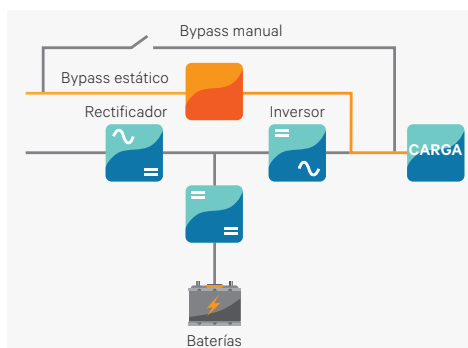 Bypass manual
Bypass estático
Rectificador
Inversor
CARGA
Baterías